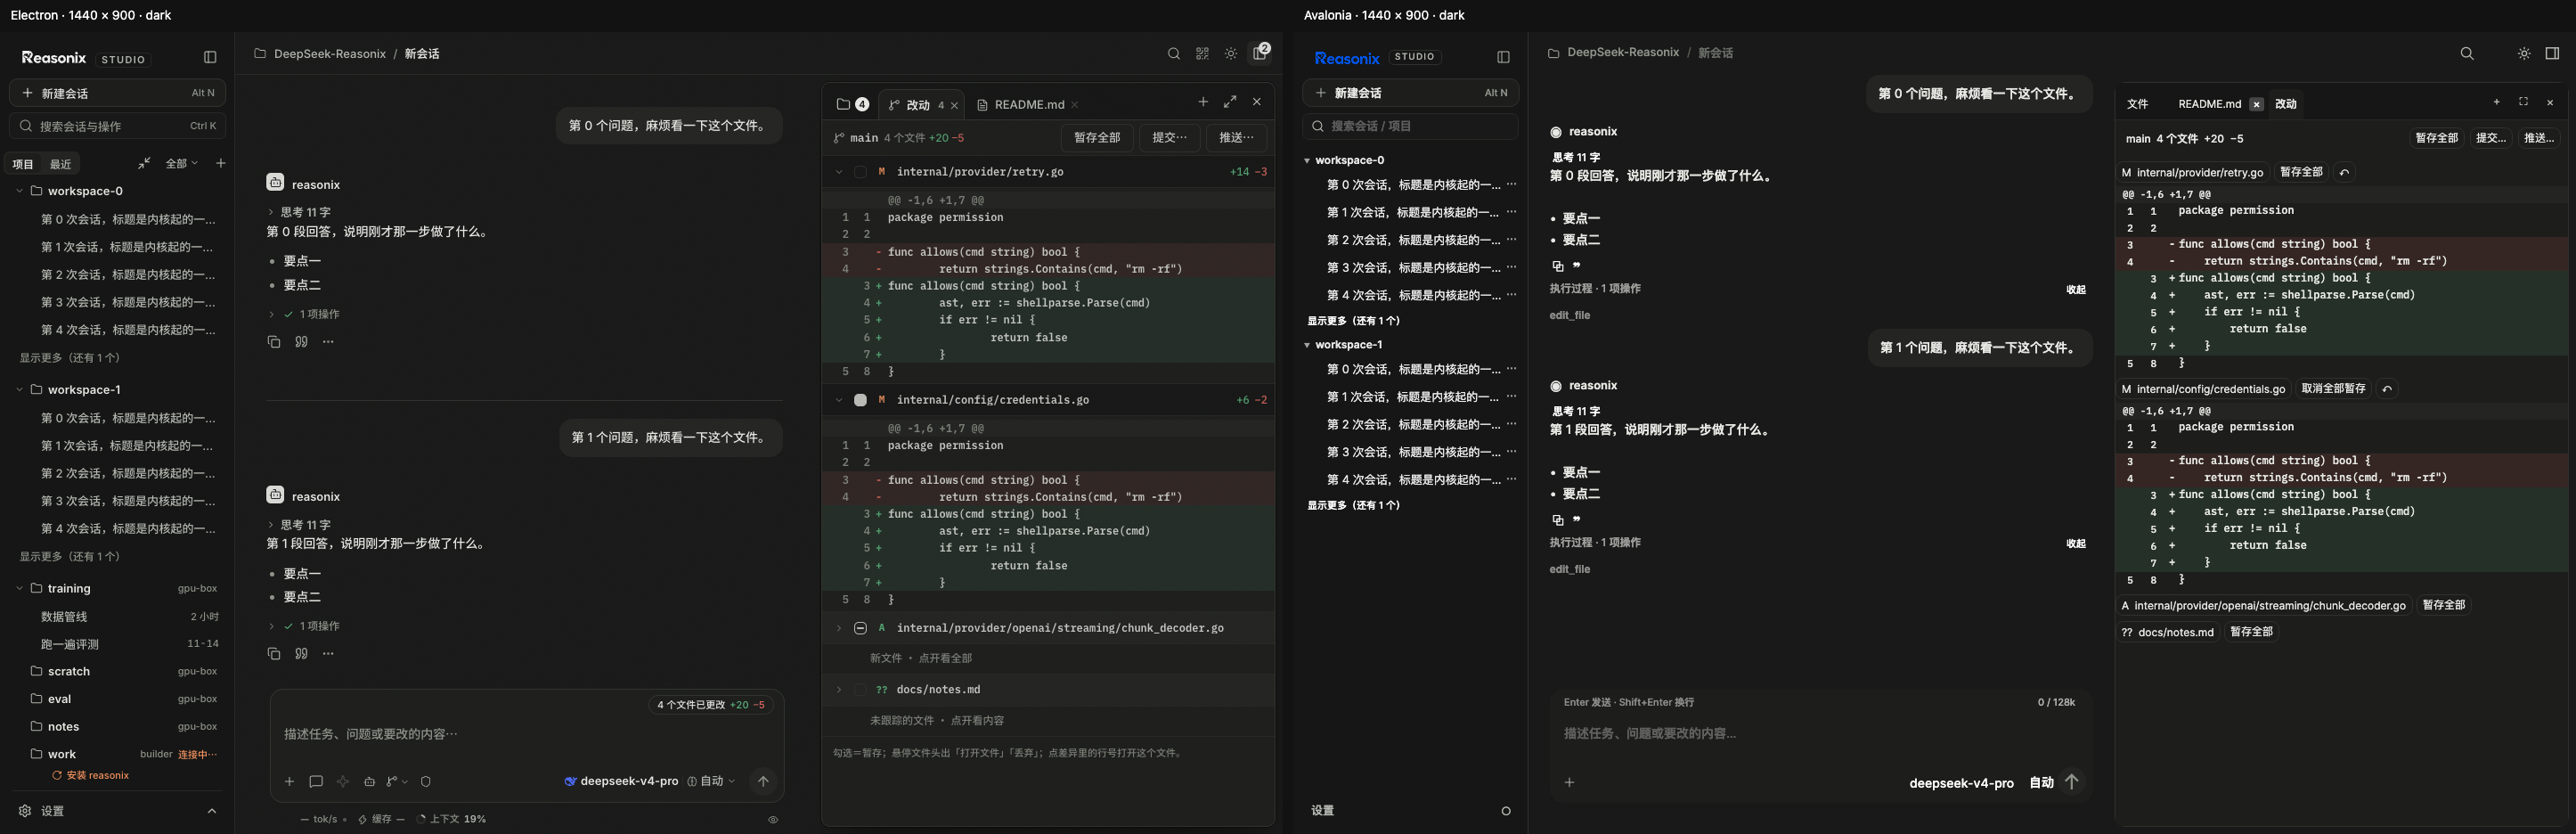 Electron · 1440 × 900 · dark
Reasonix STUDIO
新建会话 Alt N
搜索会话与操作 Ctrl K
项目 最近 全部
workspace-0
第 0 次会话，标题是内核起的一…
第 1 次会话，标题是内核起的一…
第 2 次会话，标题是内核起的一…
第 3 次会话，标题是内核起的一…
第 4 次会话，标题是内核起的一…
显示更多（还有 1 个）
workspace-1
第 0 次会话，标题是内核起的一…
第 1 次会话，标题是内核起的一…
第 2 次会话，标题是内核起的一…
第 3 次会话，标题是内核起的一…
第 4 次会话，标题是内核起的一…
显示更多（还有 1 个）
training gpu-box
数据管线 2 小时
跑一遍评测 11-14
scratch gpu-box
eval gpu-box
notes gpu-box
work builder 连接中…
安装 reasonix
设置
DeepSeek-Reasonix / 新会话
2
第 0 个问题，麻烦看一下这个文件。
reasonix
思考 11 字
第 0 段回答，说明刚才那一步做了什么。
• 要点一
• 要点二
1 项操作
第 1 个问题，麻烦看一下这个文件。
reasonix
思考 11 字
第 1 段回答，说明刚才那一步做了什么。
• 要点一
• 要点二
1 项操作
4 个文件已更改 +20 −5
描述任务、问题或要改的内容…
deepseek-v4-pro 自动
— tok/s • 缓存 — 上下文 19%
4 改动 4 × README.md ×
main 4 个文件 +20 −5 暂存全部 提交… 推送…
M internal/provider/retry.go +14 −3
@@ -1,6 +1,7 @@
1 1 package permission
2 2
3 - func allows(cmd string) bool {
4 - return strings.Contains(cmd, "rm -rf")
3 + func allows(cmd string) bool {
4 + ast, err := shellparse.Parse(cmd)
5 + if err != nil {
6 + return false
7 + }
5 8 }
M internal/config/credentials.go +6 −2
@@ -1,6 +1,7 @@
1 1 package permission
2 2
3 - func allows(cmd string) bool {
4 - return strings.Contains(cmd, "rm -rf")
3 + func allows(cmd string) bool {
4 + ast, err := shellparse.Parse(cmd)
5 + if err != nil {
6 + return false
7 + }
5 8 }
A internal/provider/openai/streaming/chunk_decoder.go
新文件 • 点开看全部
?? docs/notes.md
未跟踪的文件 • 点开看内容
勾选＝暂存；悬停文件头出「打开文件」「丢弃」；点差异里的行号打开这个文件。
Avalonia · 1440 × 900 · dark
Reasonix STUDIO
新建会话 Alt N
搜索会话 / 项目
workspace-0
第 0 次会话，标题是内核起的一… ···
第 1 次会话，标题是内核起的一… ···
第 2 次会话，标题是内核起的一… ···
第 3 次会话，标题是内核起的一… ···
第 4 次会话，标题是内核起的一… ···
显示更多（还有 1 个）
workspace-1
第 0 次会话，标题是内核起的一… ···
第 1 次会话，标题是内核起的一… ···
第 2 次会话，标题是内核起的一… ···
第 3 次会话，标题是内核起的一… ···
第 4 次会话，标题是内核起的一… ···
显示更多（还有 1 个）
设置
DeepSeek-Reasonix / 新会话
第 0 个问题，麻烦看一下这个文件。
reasonix
思考 11 字
第 0 段回答，说明刚才那一步做了什么。
• 要点一
• 要点二
执行过程 · 1 项操作 收起
edit_file
第 1 个问题，麻烦看一下这个文件。
reasonix
思考 11 字
第 1 段回答，说明刚才那一步做了什么。
• 要点一
• 要点二
执行过程 · 1 项操作 收起
edit_file
Enter 发送 · Shift+Enter 换行 0 / 128k
描述任务、问题或要改的内容…
deepseek-v4-pro 自动
文件 README.md × 改动
main 4 个文件 +20 −5 暂存全部 提交… 推送…
M internal/provider/retry.go 暂存全部
@@ -1,6 +1,7 @@
1 1 package permission
2 2
3 - func allows(cmd string) bool {
4 - return strings.Contains(cmd, "rm -rf")
3 + func allows(cmd string) bool {
4 + ast, err := shellparse.Parse(cmd)
5 + if err != nil {
6 + return false
7 + }
5 8 }
M internal/config/credentials.go 取消全部暂存
@@ -1,6 +1,7 @@
1 1 package permission
2 2
3 - func allows(cmd string) bool {
4 - return strings.Contains(cmd, "rm -rf")
3 + func allows(cmd string) bool {
4 + ast, err := shellparse.Parse(cmd)
5 + if err != nil {
6 + return false
7 + }
5 8 }
A internal/provider/openai/streaming/chunk_decoder.go 暂存全部
?? docs/notes.md 暂存全部